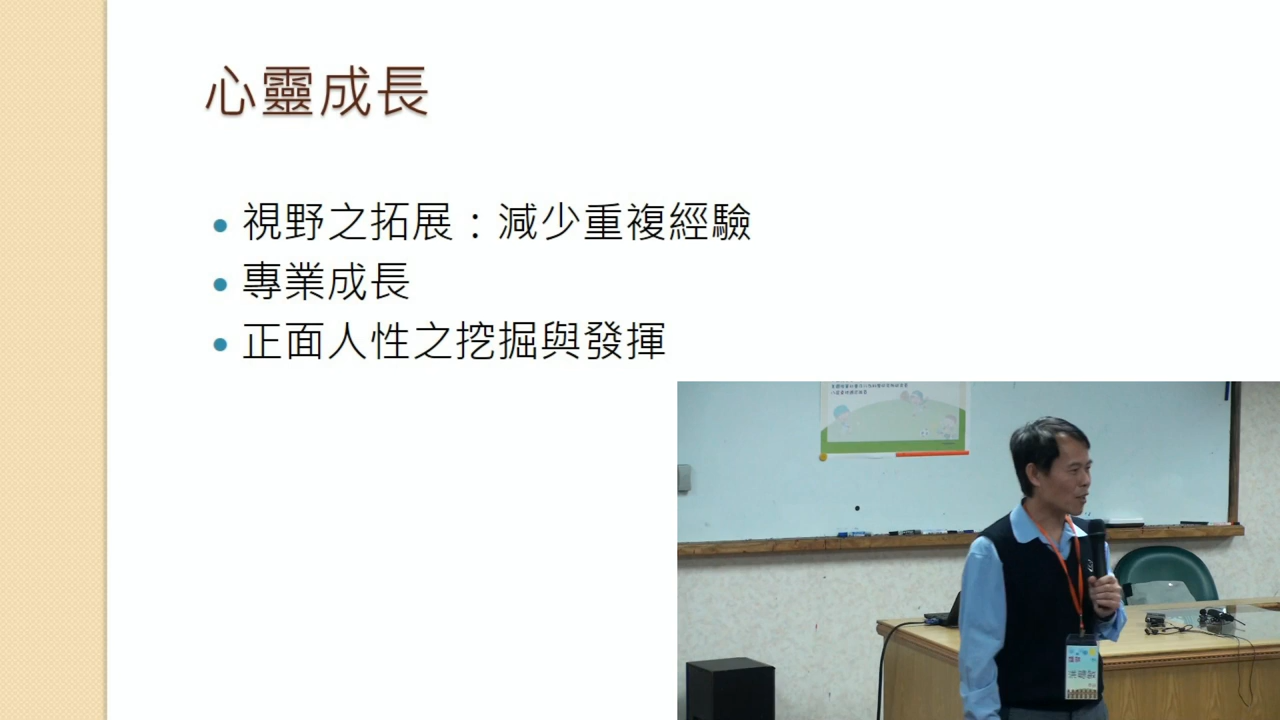 心靈成長
視野之拓展：減少重複經驗
專業成長
正面人性之挖掘與發揮